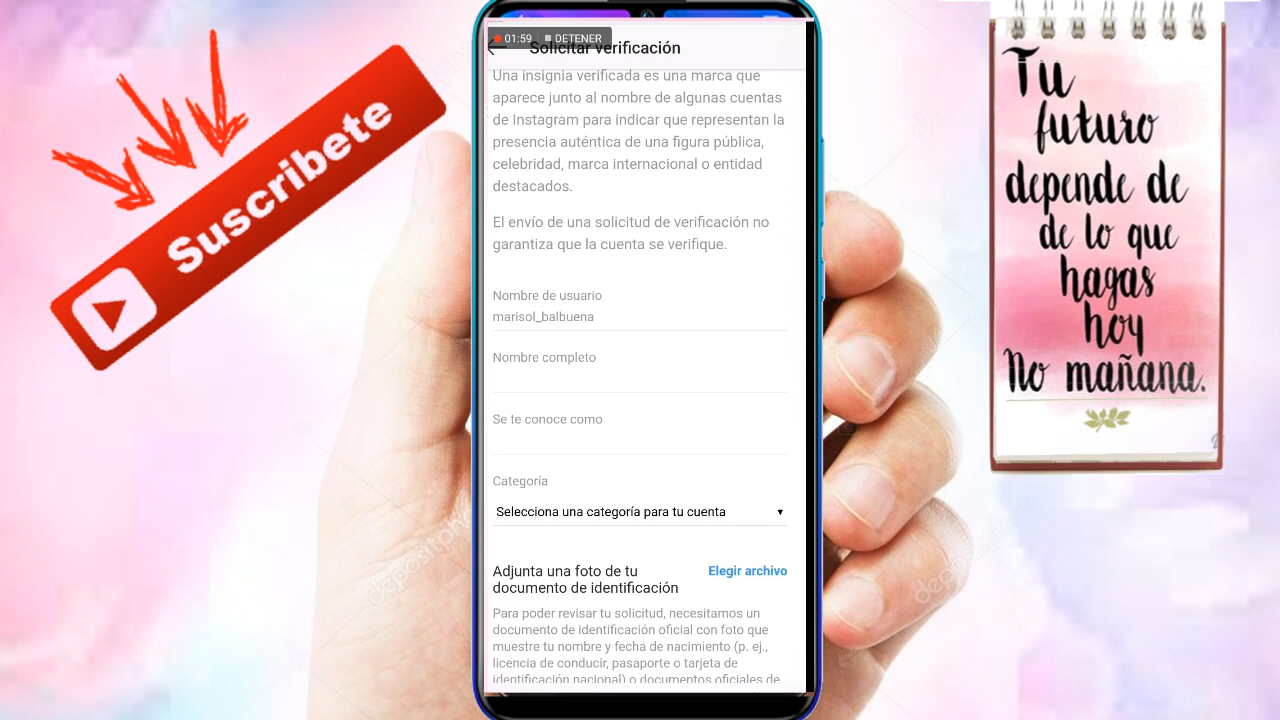 Suscribete
01:59 DETENER
Solicitar verificación
Una insignia verificada es una marca que
aparece junto al nombre de algunas cuentas
de Instagram para indicar que representan la
presencia auténtica de una figura pública,
celebridad, marca internacional o entidad
destacados.
El envío de una solicitud de verificación no
garantiza que la cuenta se verifique.
Nombre de usuario
marisol_balbuena
Nombre completo
Se te conoce como
Categoría
Selecciona una categoría para tu cuenta
Adjunta una foto de tu
documento de identificación
Elegir archivo
Para poder revisar tu solicitud, necesitamos un
documento de identificación oficial con foto que
muestre tu nombre y fecha de nacimiento (p. ej.,
licencia de conducir, pasaporte o tarjeta de
identificación nacional) o documentos oficiales de
Tu
futuro
depende de
de lo que
hagas
hoy
No mañana.